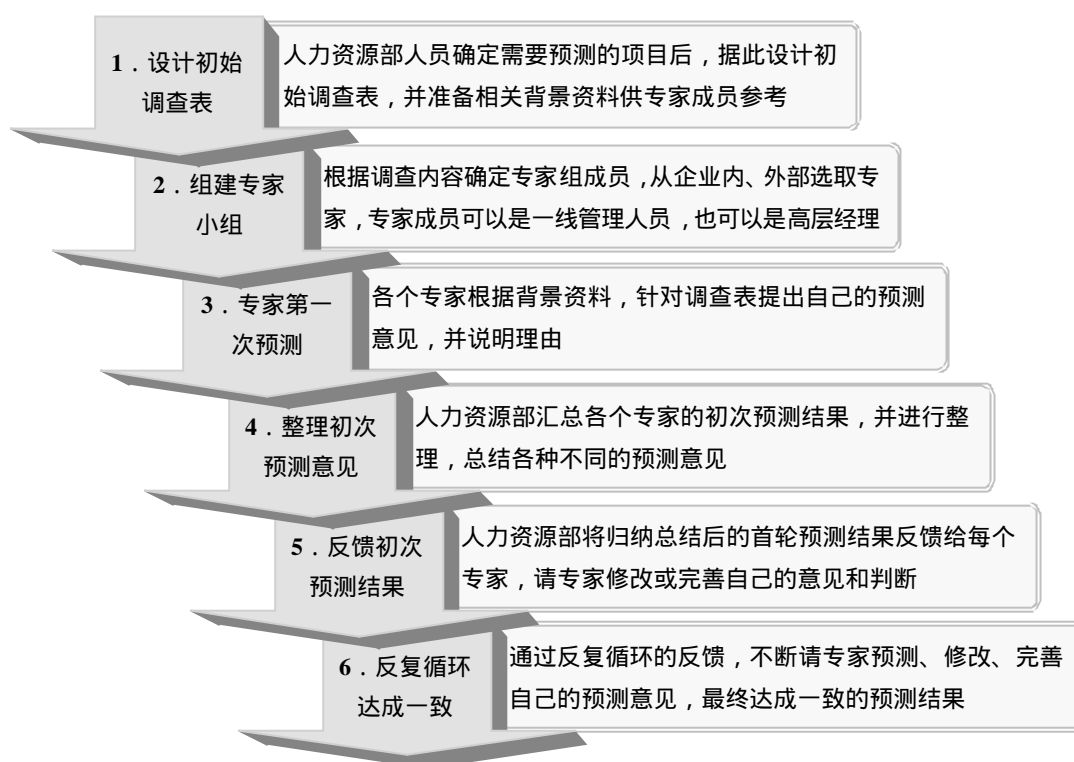 1．设计初始
调查表
人力资源部人员确定需要预测的项目后，据此设计初
始调查表，并准备相关背景资料供专家成员参考
2．组建专家
小组
根据调查内容确定专家组成员，从企业内、外部选取专
家，专家成员可以是一线管理人员，也可以是高层经理
3．专家第一
次预测
各个专家根据背景资料，针对调查表提出自己的预测
意见，并说明理由
4．整理初次
预测意见
人力资源部汇总各个专家的初次预测结果，并进行整
理，总结各种不同的预测意见
5．反馈初次
预测结果
人力资源部将归纳总结后的首轮预测结果反馈给每个
专家，请专家修改或完善自己的意见和判断
6．反复循环
达成一致
通过反复循环的反馈，不断请专家预测、修改、完善
自己的预测意见，最终达成一致的预测结果